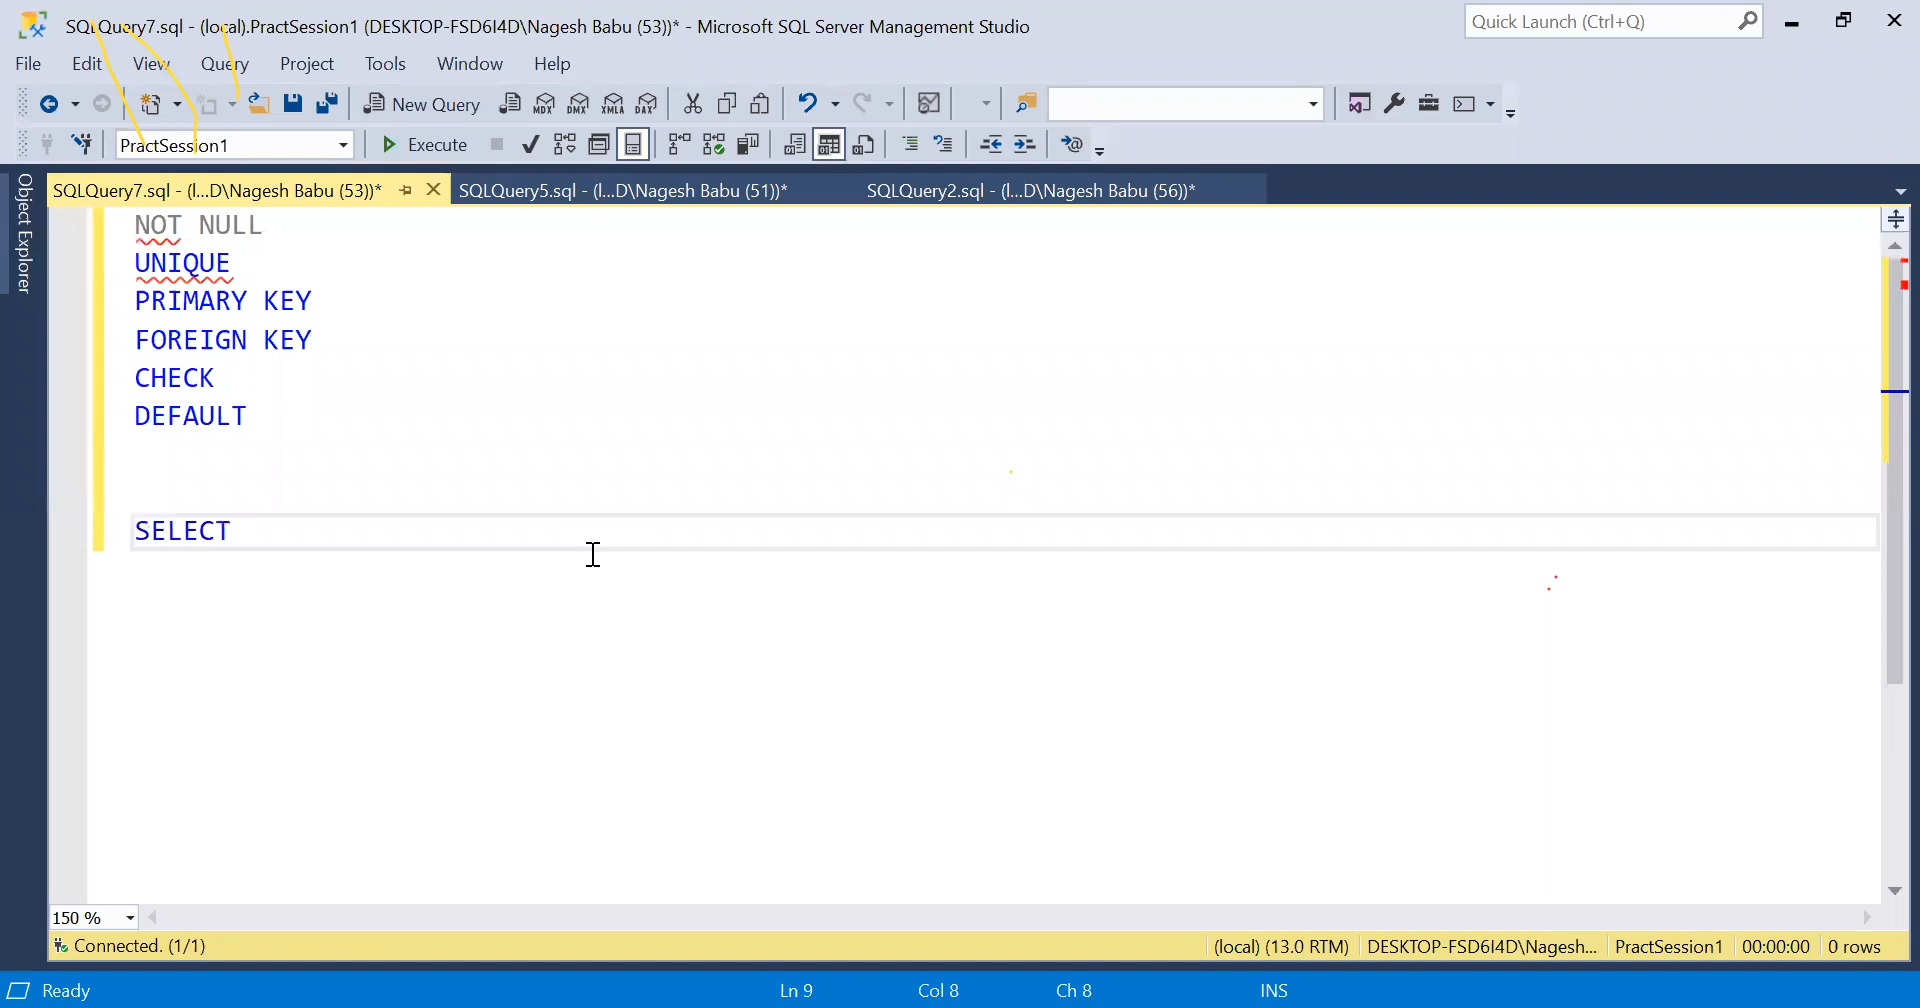 SQLQuery7.sql - (local).PractSession1 (DESKTOP-FSD6I4D\Nagesh Babu (53))* - Microsoft SQL Server Management Studio
Quick Launch (Ctrl+Q)
File Edit View Query Project Tools Window Help
New Query MDX DMX XMLA DAX
PractSession1 Execute
Object Explorer
SQLQuery7.sql - (l...D\Nagesh Babu (53))* SQLQuery5.sql - (l...D\Nagesh Babu (51))* SQLQuery2.sql - (l...D\Nagesh Babu (56))*
NOT NULL
UNIQUE
PRIMARY KEY
FOREIGN KEY
CHECK
DEFAULT
SELECT
150 %
Connected. (1/1) (local) (13.0 RTM) DESKTOP-FSD6I4D\Nagesh... PractSession1 00:00:00 0 rows
Ready Ln 9 Col 8 Ch 8 INS